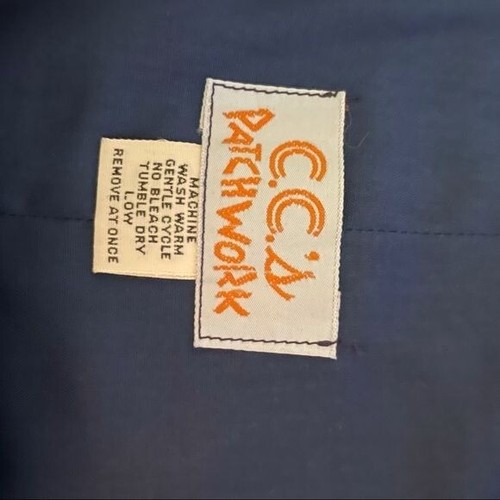 C.C.'s
PATCHWORK
MACHINE
WASH WARM
GENTLE CYCLE
NO BLEACH
TUMBLE DRY
LOW
REMOVE AT ONCE